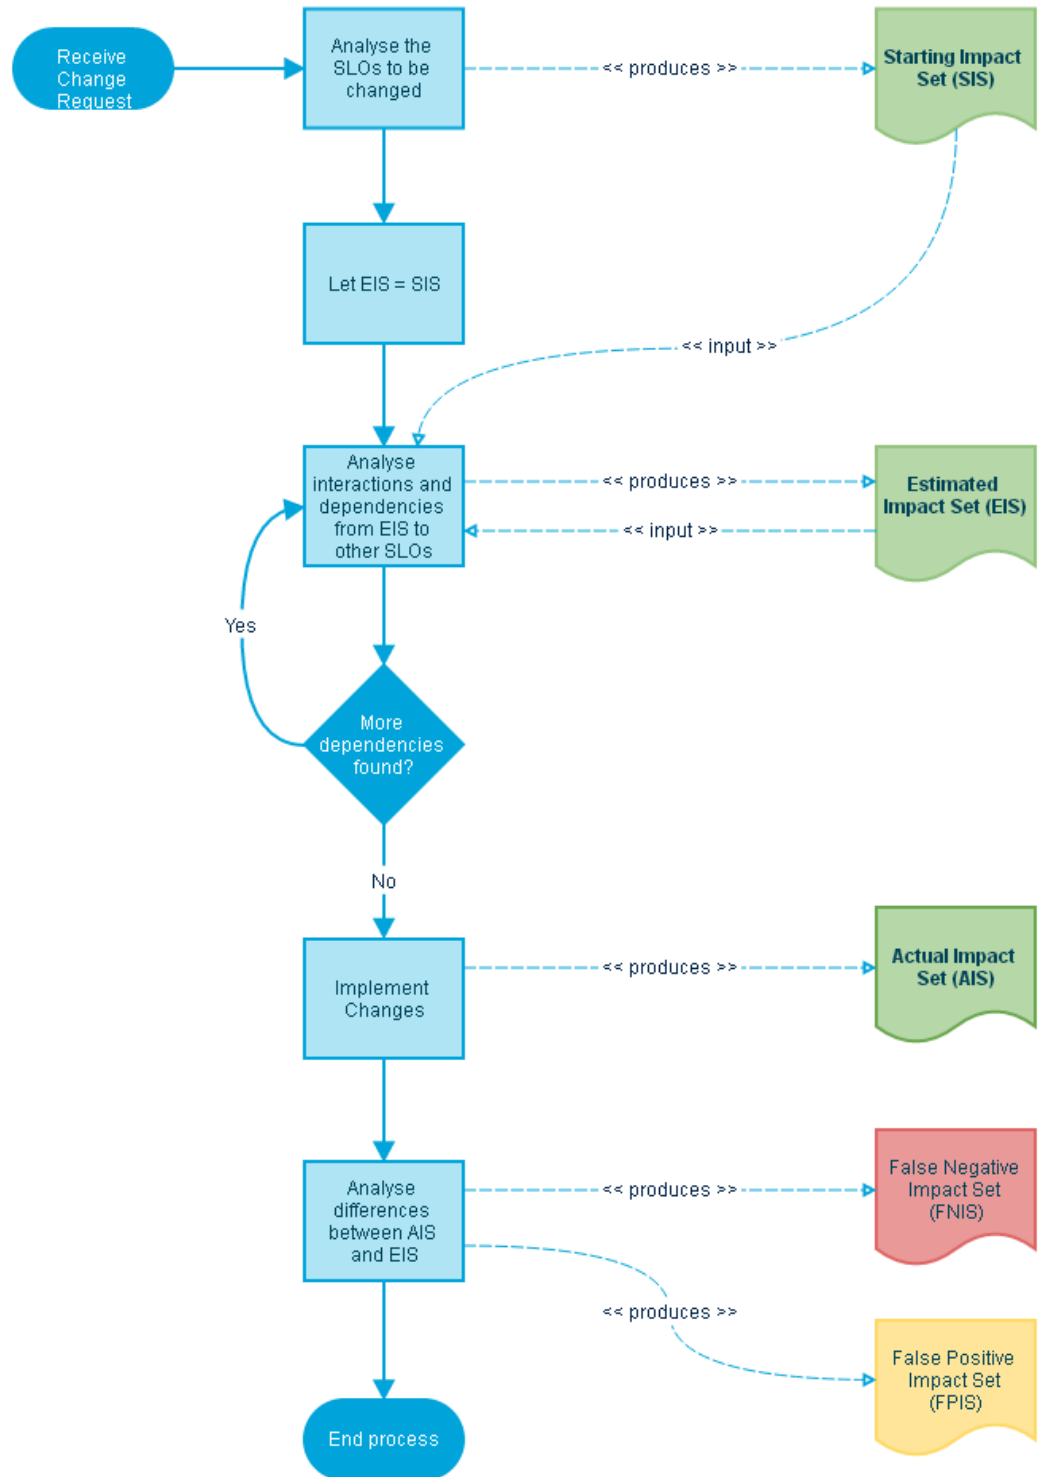 Receive
Change
Request
Analyse the
SLOs to be
changed
<< produces >>
Starting Impact
Set (SIS)
Let EIS = SIS
<< input >>
Analyse
interactions and
dependencies
from EIS to
other SLOs
<< produces >>
<< input >>
Estimated
Impact Set (EIS)
Yes
More
dependencies
found?
No
Implement
Changes
<< produces >>
Actual Impact
Set (AIS)
Analyse
differences
between AIS
and EIS
<< produces >>
False Negative
Impact Set
(FNIS)
<< produces >>
False Positive
Impact Set
(FPIS)
End process